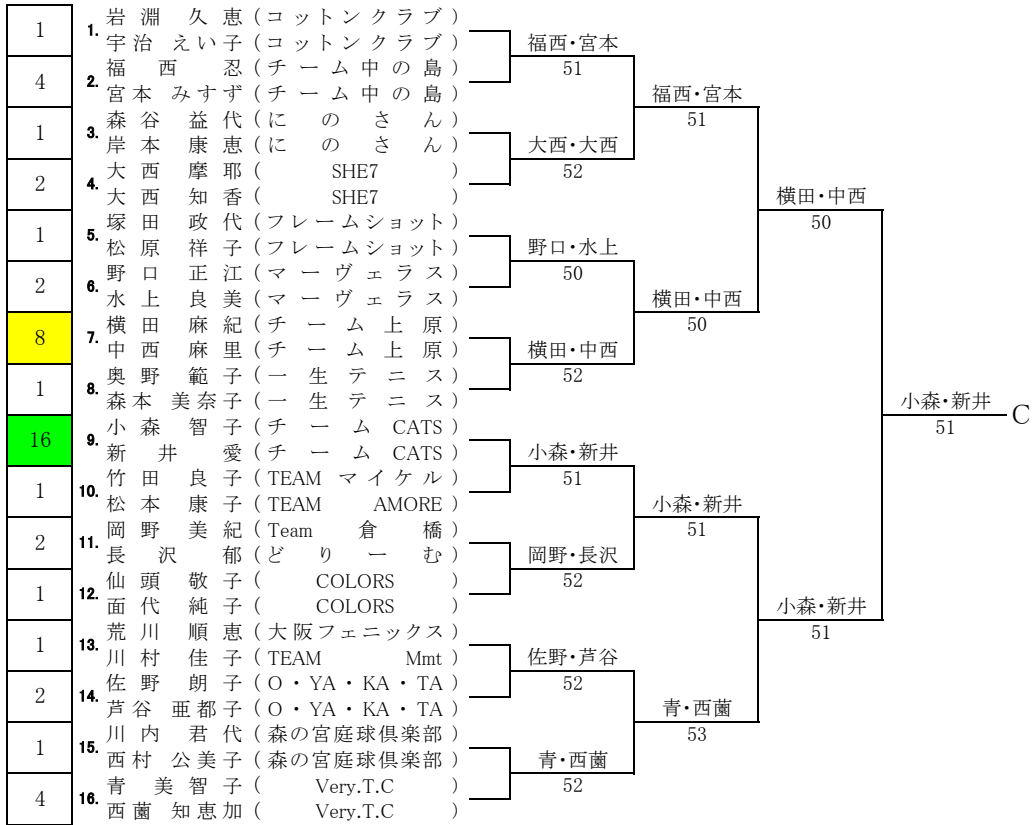 1 1. 岩淵 久恵 (コットンクラブ)
宇治 えい子 (コットンクラブ)
4 2. 福西 忍 (チーム中の島)
宮本 みすず (チーム中の島)
1 3. 森谷 益代 (にのさん)
岸本 康恵 (にのさん)
2 4. 大西 摩耶 (SHE7)
大西 知香 (SHE7)
1 5. 塚田 政代 (フレームショット)
松原 祥子 (フレームショット)
2 6. 野口 正江 (マーヴェラス)
水上 良美 (マーヴェラス)
8 7. 横田 麻紀 (チーム上原)
中西 麻里 (チーム上原)
1 8. 奥野 範子 (一生テニス)
森本 美奈子 (一生テニス)
16 9. 小森 智子 (チーム CATS)
新井 愛 (チーム CATS)
1 10. 竹田 良子 (TEAM マイケル)
松本 康子 (TEAM AMORE)
2 11. 岡野 美紀 (Team 倉橋)
長沢 郁 (どりーむ)
1 12. 仙頭 敬子 (COLORS)
面代 純子 (COLORS)
1 13. 荒川 順恵 (大阪フェニックス)
川村 佳子 (TEAM Mmt)
2 14. 佐野 朗子 (O・YA・KA・TA)
芦谷 亜都子 (O・YA・KA・TA)
1 15. 川内 君代 (森の宮庭球倶楽部)
西村 公美子 (森の宮庭球倶楽部)
4 16. 青 美智子 (Very.T.C)
西薗 知恵加 (Very.T.C)
福西・宮本
51
大西・大西
52
野口・水上
50
横田・中西
52
小森・新井
51
岡野・長沢
52
佐野・芦谷
52
青・西薗
52
福西・宮本
51
横田・中西
50
小森・新井
51
青・西薗
53
横田・中西
50
小森・新井
51
小森・新井
51
C